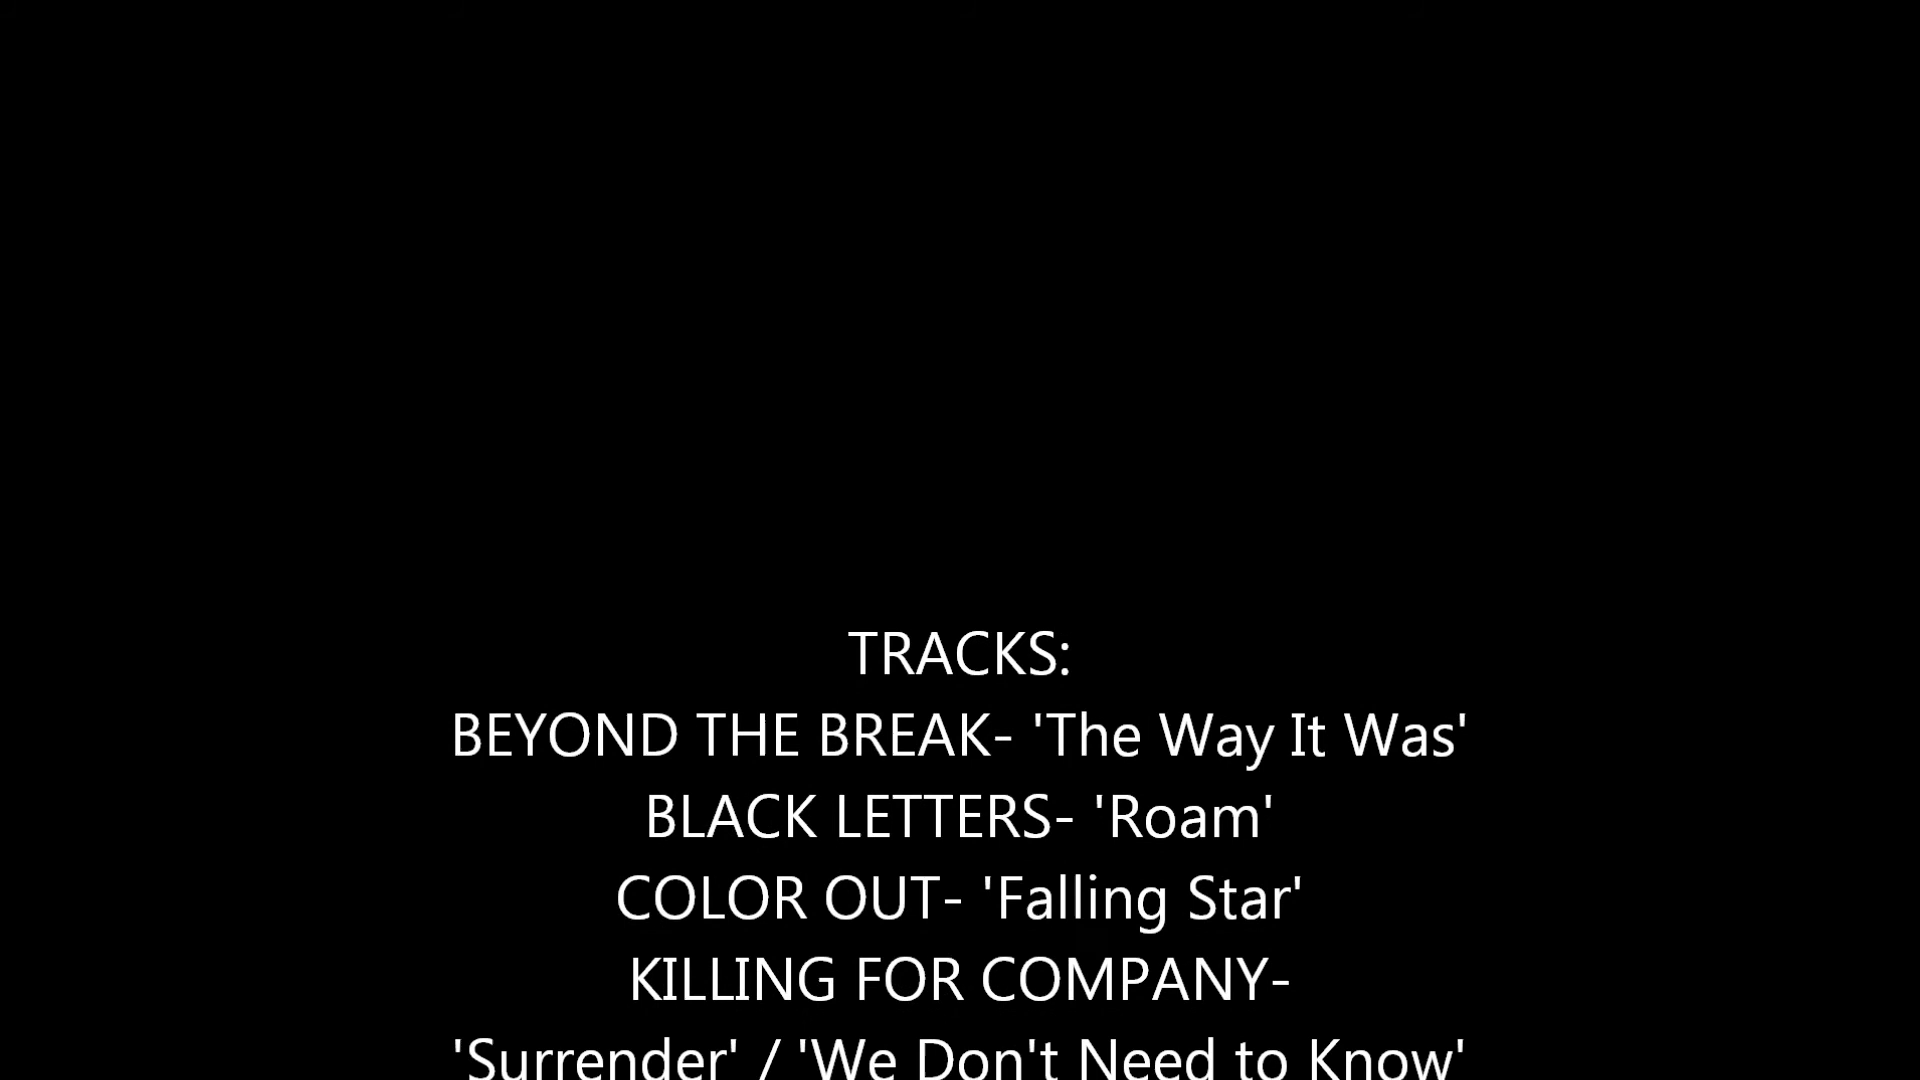 TRACKS:
BEYOND THE BREAK- 'The Way It Was'
BLACK LETTERS- 'Roam'
COLOR OUT- 'Falling Star'
KILLING FOR COMPANY-
'Surrender' / 'We Don't Need to Know'